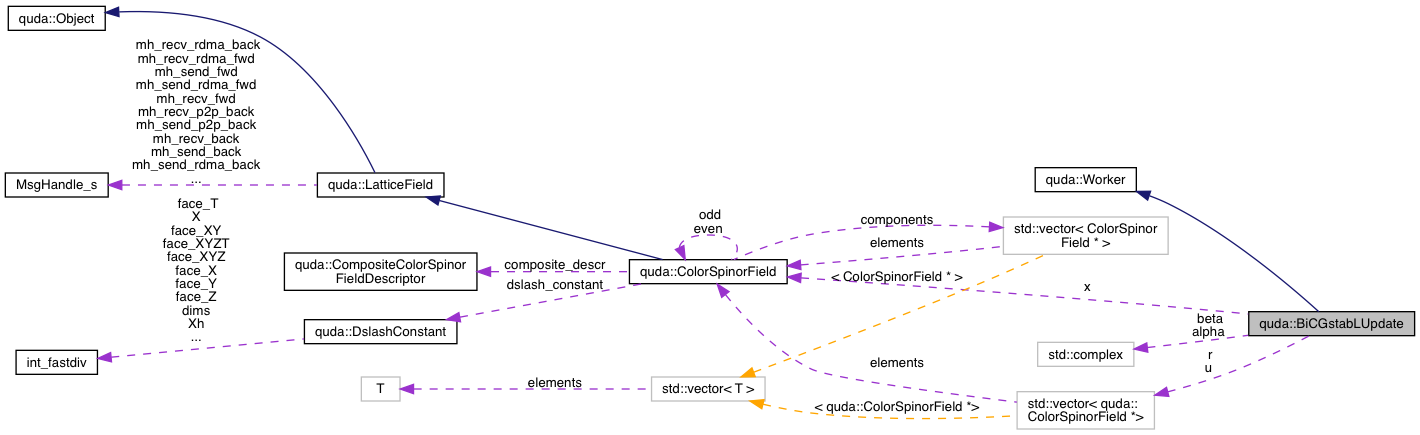 quda::Object
mh_recv_rdma_back
mh_recv_rdma_fwd
mh_send_fwd
mh_send_rdma_fwd
mh_recv_fwd
mh_recv_p2p_back
mh_send_p2p_back
mh_recv_back
mh_send_back
mh_send_rdma_back
...
MsgHandle_s
quda::LatticeField
quda::Worker
face_T
X
face_XY
face_XYZT
face_XYZ
face_X
face_Y
face_Z
dims
Xh
...
odd
even
components
elements
std::vector< ColorSpinor
Field * >
quda::CompositeColorSpinor
FieldDescriptor
composite_descr
quda::ColorSpinorField
< ColorSpinorField * >
dslash_constant
x
quda::DslashConstant
quda::BiCGstabLUpdate
beta
alpha
int_fastdiv
std::complex
r
u
elements
T
elements
std::vector< T >
< quda::ColorSpinorField *>
std::vector< quda::
ColorSpinorField *>